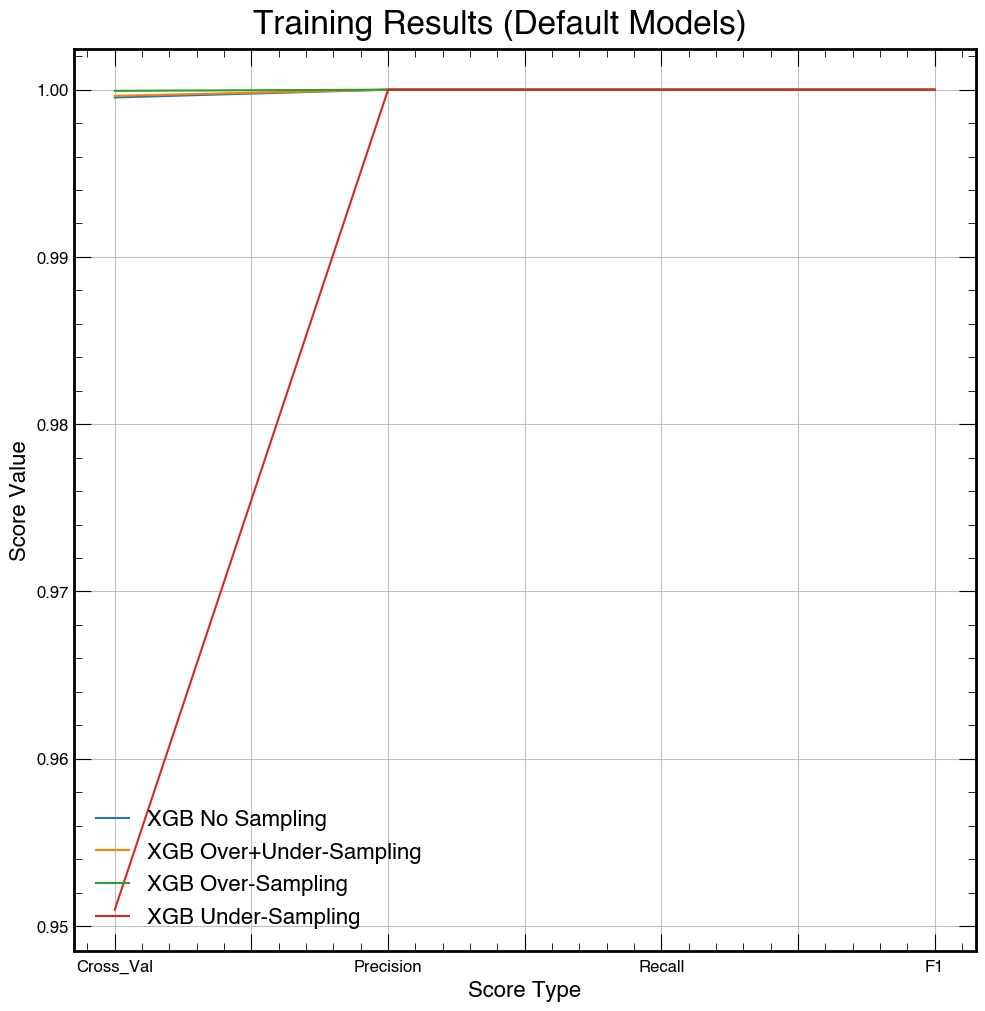 Training Results (Default Models)
1.00
0.99
0.98
0.97
0.96
0.95
Score Value
XGB No Sampling
XGB Over+Under-Sampling
XGB Over-Sampling
XGB Under-Sampling
Cross_Val
Precision
Recall
F1
Score Type